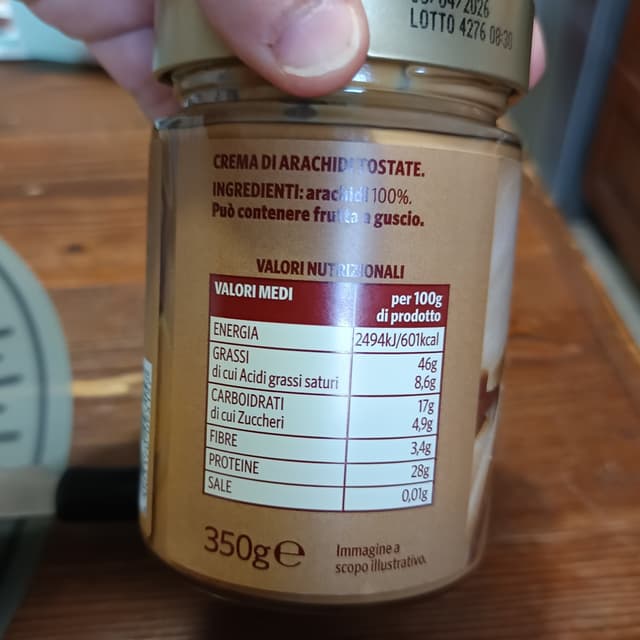 /04/2026
LOTTO 4276 08:30
CREMA DI ARACHIDI TOSTATE.
INGREDIENTI: arachidi 100%.
Può contenere frutta a guscio.
VALORI NUTRIZIONALI
VALORI MEDI per 100g
di prodotto
ENERGIA 2494kJ/601kcal
GRASSI 46g
di cui Acidi grassi saturi 8,6g
CARBOIDRATI 17g
di cui Zuccheri 4,9g
FIBRE 3,4g
PROTEINE 28g
SALE 0,01g
350g e
Immagine a
scopo illustrativo.